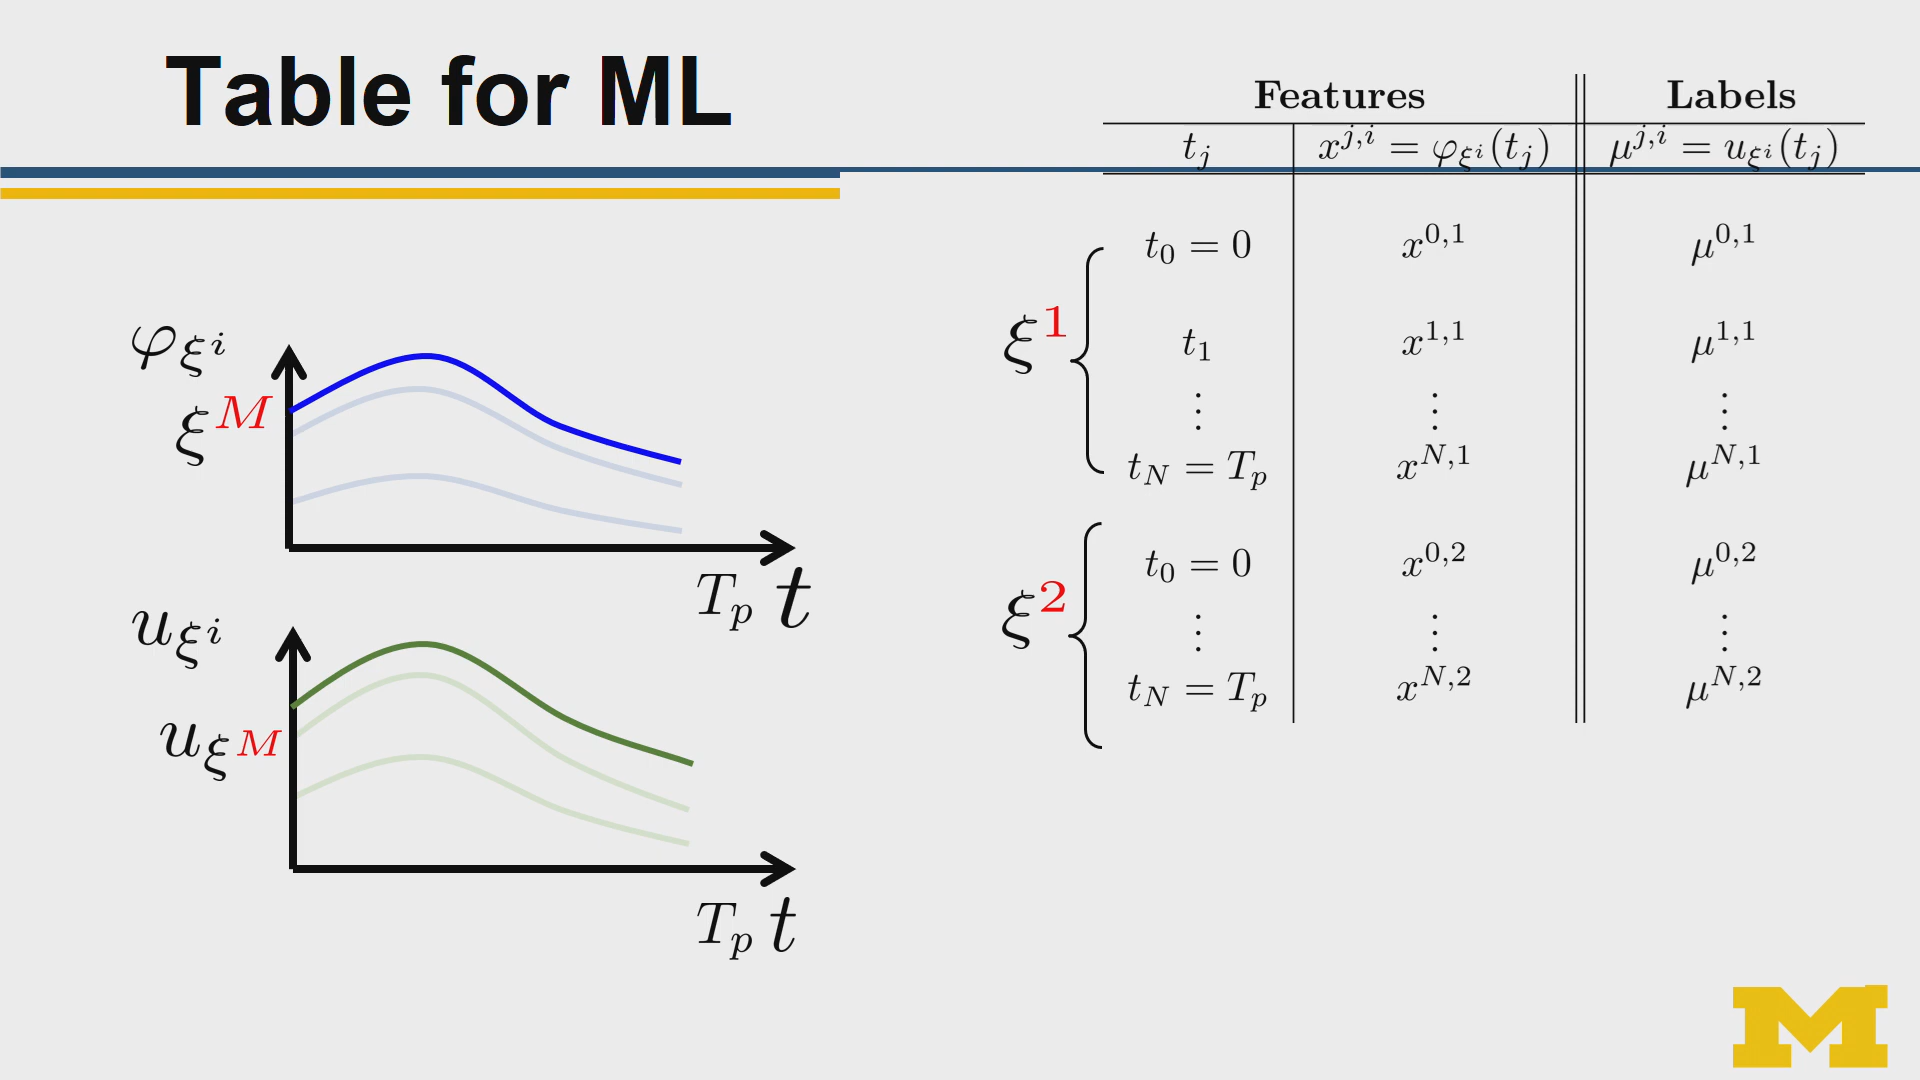 Table for ML
φ_{ξ^i}
ξ^M
T_p t
u_{ξ^i}
u_{ξ^M}
T_p t
Features Labels
t_j x^{j,i} = φ_{ξ^i}(t_j) μ^{j,i} = u_{ξ^i}(t_j)
t_0 = 0 x^{0,1} μ^{0,1}
ξ^1
t_1 x^{1,1} μ^{1,1}
⋮ ⋮ ⋮
t_N = T_p x^{N,1} μ^{N,1}
t_0 = 0 x^{0,2} μ^{0,2}
ξ^2
⋮ ⋮ ⋮
t_N = T_p x^{N,2} μ^{N,2}
M